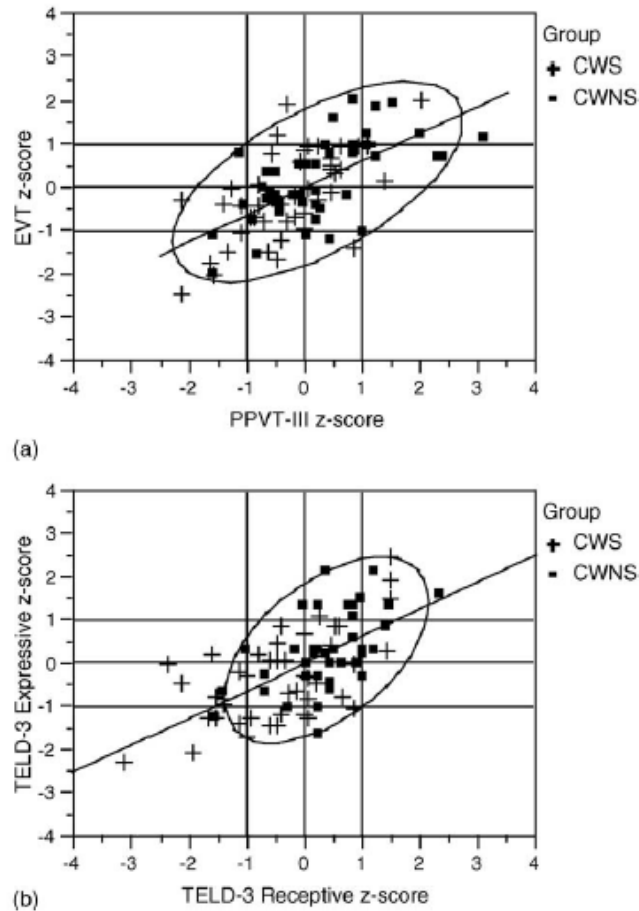 4
3
2
1
0
-1
-2
-3
-4
EVT z-score
-4 -3 -2 -1 0 1 2 3 4
PPVT-III z-score
Group
CWS
CWNS
(a)
4
3
2
1
0
-1
-2
-3
-4
TELD-3 Expressive z-score
-4 -3 -2 -1 0 1 2 3 4
TELD-3 Receptive z-score
Group
CWS
CWNS
(b)